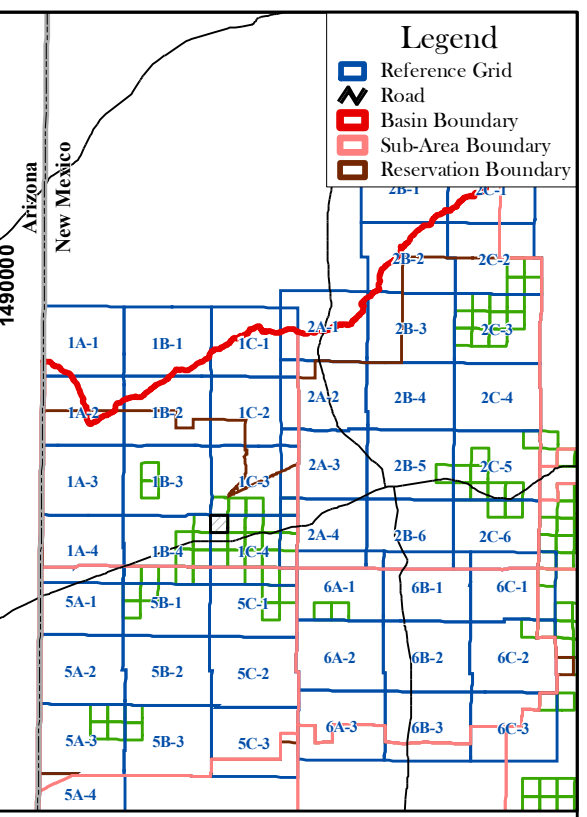 Legend
Reference Grid
Road
Basin Boundary
Sub-Area Boundary
Reservation Boundary
Arizona
New Mexico
1490000
2B-1
2C-1
2B-2
2C-2
2A-1
2B-3
2C-3
1A-1
1B-1
1C-1
2A-2
2B-4
2C-4
1A-2
1B-2
1C-2
2A-3
2B-5
2C-5
1A-3
1B-3
1C-3
2A-4
2B-6
2C-6
1A-4
1B-4
1C-4
6A-1
6B-1
6C-1
5A-1
5B-1
5C-1
6A-2
6B-2
6C-2
5A-2
5B-2
5C-2
6A-3
6B-3
6C-3
5A-3
5B-3
5C-3
5A-4